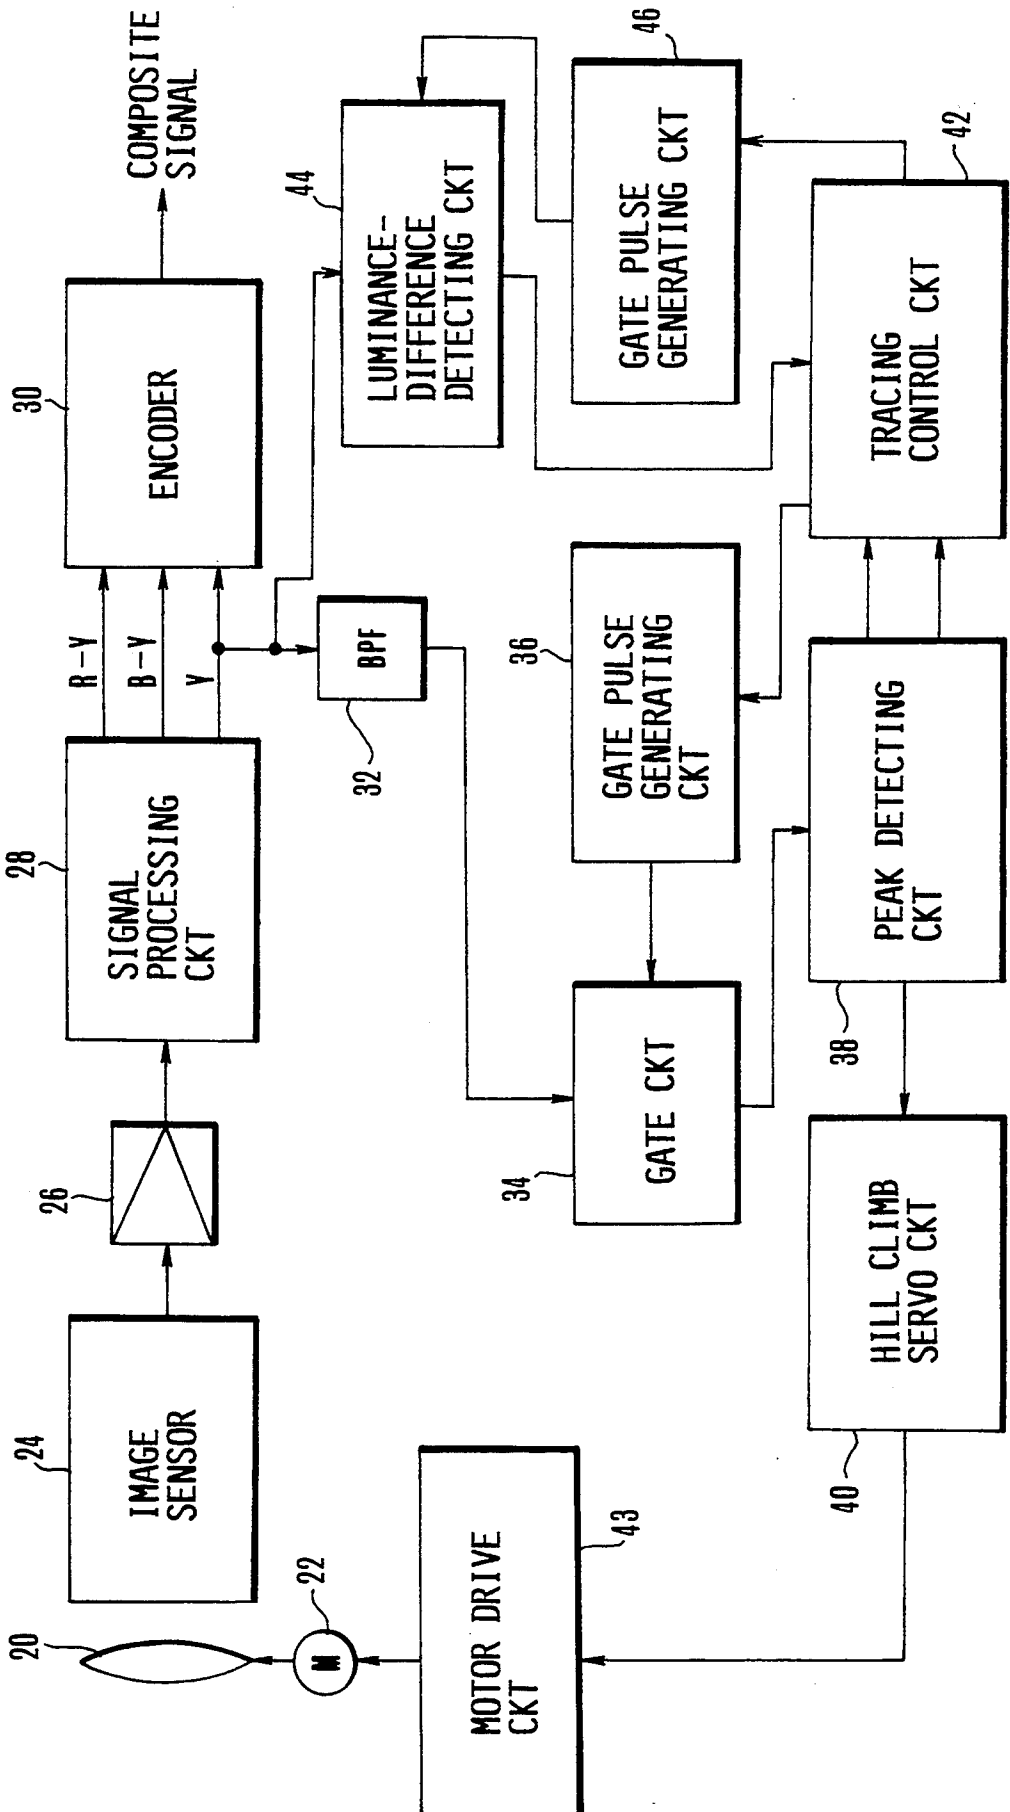 20
24
IMAGE
SENSOR
26
28
SIGNAL
PROCESSING
CKT
R-Y
B-Y
Y
30
ENCODER
COMPOSITE
SIGNAL
22
M
32
BPF
44
LUMINANCE-
DIFFERENCE
DETECTING CKT
43
MOTOR DRIVE
CKT
34
GATE CKT
36
GATE PULSE
GENERATING
CKT
46
GATE PULSE
GENERATING CKT
40
HILL CLIMB
SERVO CKT
38
PEAK DETECTING
CKT
42
TRACING
CONTROL CKT